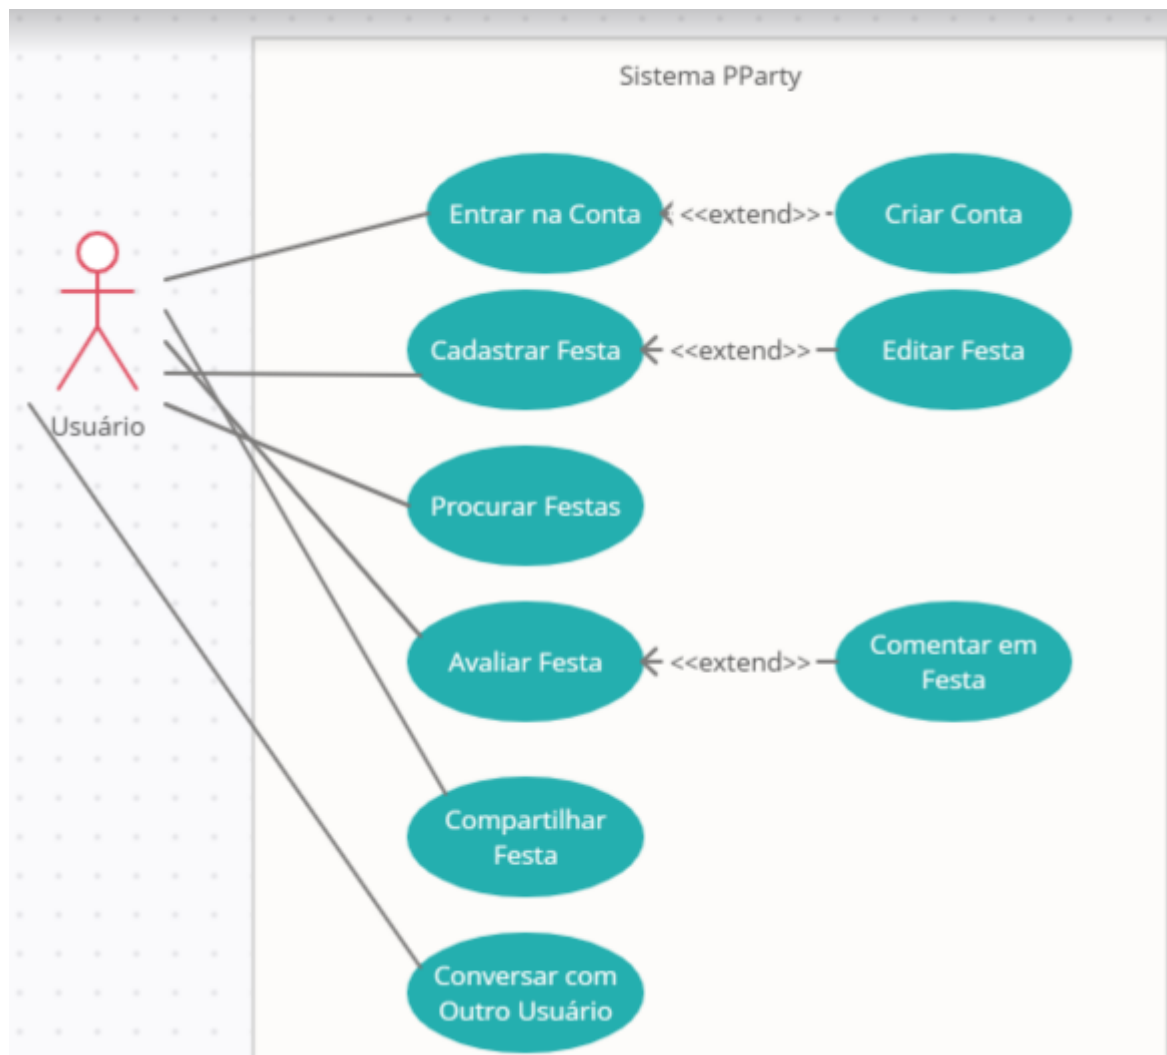 Sistema PParty
Entrar na Conta
<<extend>>
Criar Conta
Cadastrar Festa
<<extend>>
Editar Festa
Usuário
Procurar Festas
Avaliar Festa
<<extend>>
Comentar em
Festa
Compartilhar
Festa
Conversar com
Outro Usuário